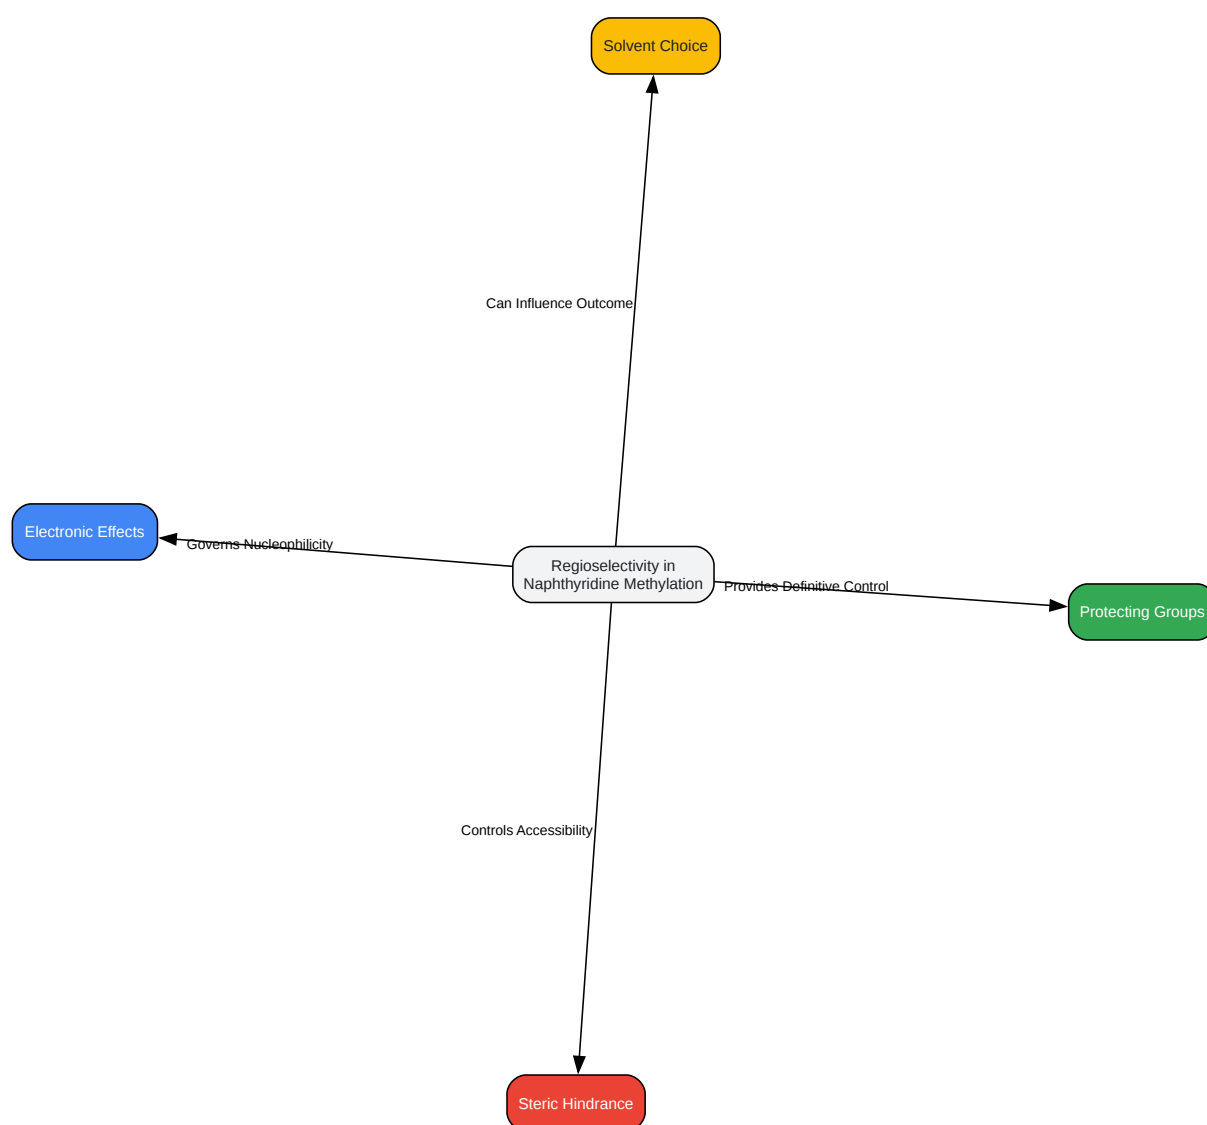 Solvent Choice
Can Influence Outcome
Electronic Effects
Governs Nucleophilicity
Regioselectivity in
Naphthyridine Methylation
Provides Definitive Control
Protecting Groups
Controls Accessibility
Steric Hindrance